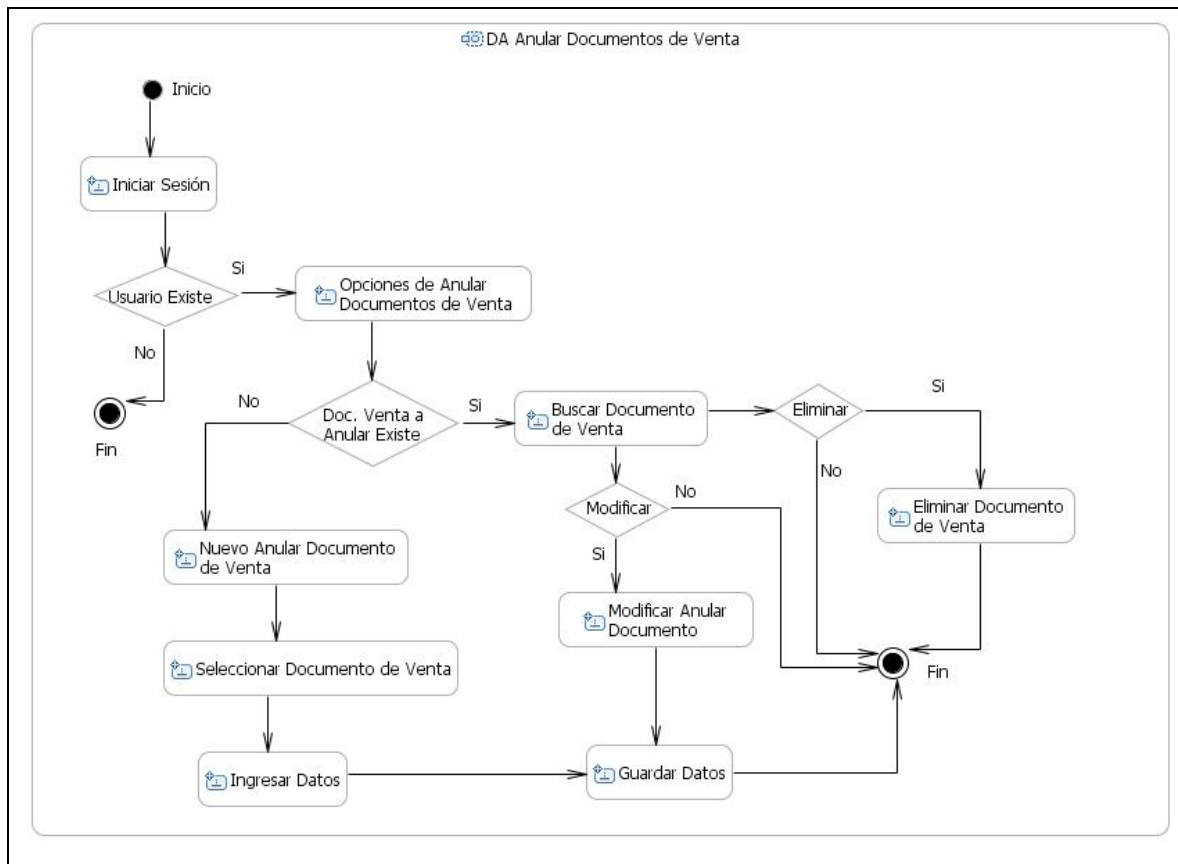 DA Anular Documentos de Venta
Inicio
Iniciar Sesión
Usuario Existe
Si
No
Fin
Opciones de Anular
Documentos de Venta
Doc. Venta a
Anular Existe
No
Si
Buscar Documento
de Venta
Eliminar
Si
No
Eliminar Documento
de Venta
Modificar
No
Si
Modificar Anular
Documento
Nuevo Anular Documento
de Venta
Seleccionar Documento de Venta
Ingresar Datos
Guardar Datos
Fin